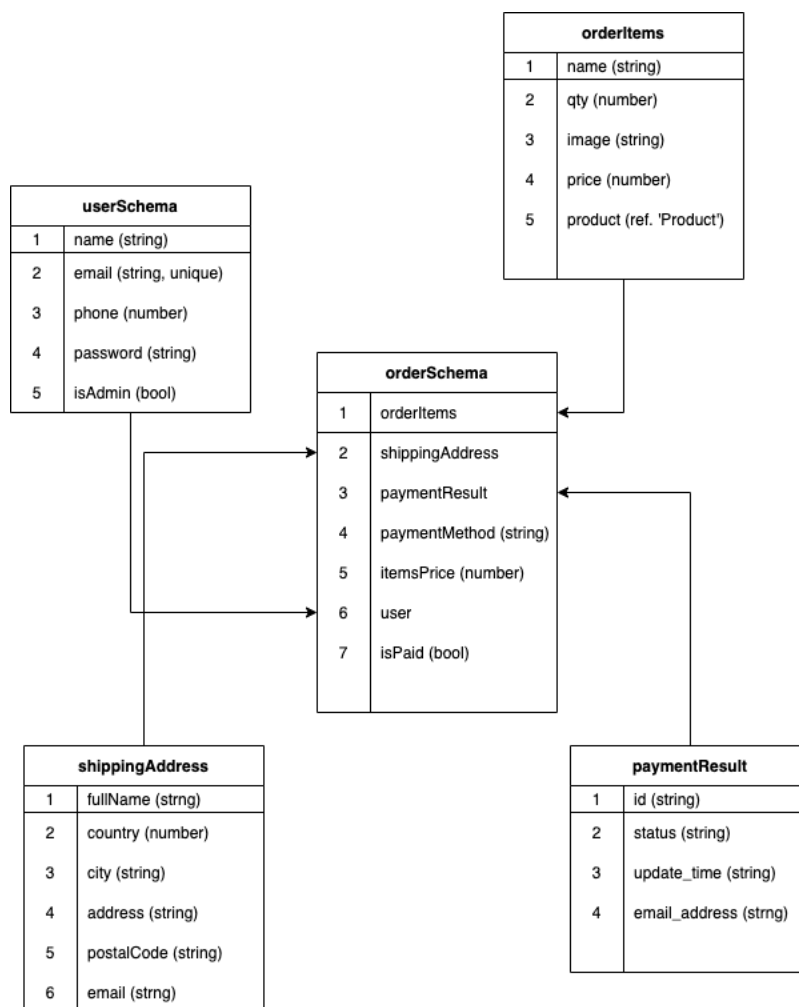 orderItems
1 name (string)
2 qty (number)
3 image (string)
4 price (number)
5 product (ref. 'Product')
userSchema
1 name (string)
2 email (string, unique)
3 phone (number)
4 password (string)
5 isAdmin (bool)
orderSchema
1 orderItems
2 shippingAddress
3 paymentResult
4 paymentMethod (string)
5 itemsPrice (number)
6 user
7 isPaid (bool)
shippingAddress
1 fullName (strng)
2 country (number)
3 city (string)
4 address (string)
5 postalCode (string)
6 email (strng)
paymentResult
1 id (string)
2 status (string)
3 update_time (string)
4 email_address (strng)